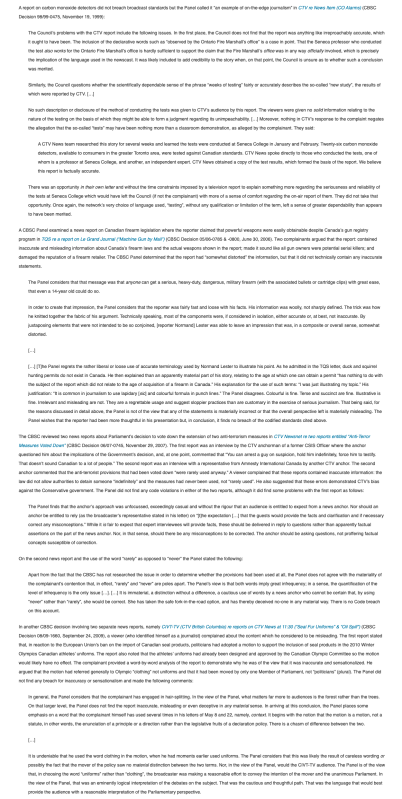 A report on carbon monoxide detectors did not breach broadcast standards but the Panel called it "an example of on-the-edge journalism" in CTV re News Item (CO Alarms) (CBSC
Decision 98/99-0475, November 19, 1999):
The Council's problems with the CTV report include the following issues. In the first place, the Council does not find that the report was anything like irreproachably accurate, which
it ought to have been. The inclusion of the declarative words such as "observed by the Ontario Fire Marshall's office" is a case in point. That the Seneca professor who conducted
the test also works for the Ontario Fire Marshall's office is hardly sufficient to support the claim that the Fire Marshall's office was in any way officially involved, which is precisely
the implication of the language used in the newscast. It was likely included to add credibility to the story when, on that point, the Council is unsure as to whether such a conclusion
was merited.
Similarly, the Council questions whether the scientifically dependable sense of the phrase "weeks of testing" fairly or accurately describes the so-called "new study", the results of
which were reported by CTV. [...]
No such description or disclosure of the method of conducting the tests was given to CTV's audience by this report. The viewers were given no solid information relating to the
nature of the testing on the basis of which they might be able to form a judgment regarding its unimpeachability. [...] Moreover, nothing in CTV's response to the complaint negates
the allegation that the so-called "tests" may have been nothing more than a classroom demonstration, as alleged by the complainant. They said:
A CTV News team researched this story for several weeks and learned the tests were conducted at Seneca College in January and February. Twenty-six carbon monoxide
detectors, available to consumers in the greater Toronto area, were tested against Canadian standards. CTV News spoke directly to those who conducted the tests, one of
whom is a professor at Seneca College, and another, an independent expert. CTV News obtained a copy of the test results, which formed the basis of the report. We believe
this report is factually accurate.
There was an opportunity in their own letter and without the time constraints imposed by a television report to explain something more regarding the seriousness and reliability of
the tests at Seneca College which would have left the Council (if not the complainant) with more of a sense of comfort regarding the on-air report of them. They did not take that
opportunity. Once again, the network's very choice of language used, "testing", without any qualification or limitation of the term, left a sense of greater dependability than appears
to have been merited.
A CBSC Panel examined a news report on Canadian firearm legislation where the reporter claimed that powerful weapons were easily obtainable despite Canada's gun registry
program in TQS re a report on Le Grand Journal ("Machine Gun by Mail") (CBSC Decision 05/06-0785 & -0800, June 30, 2006). Two complainants argued that the report: contained
inaccurate and misleading information about Canada's firearm laws and the actual weapons shown in the report; made it sound like all gun owners were potential serial killers; and
damaged the reputation of a firearm retailer. The CBSC Panel determined that the report had "somewhat distorted" the information, but that it did not technically contain any inaccurate
statements.
The Panel considers that this message was that anyone can get a serious, heavy-duty, dangerous, military firearm (with the associated bullets or cartridge clips) with great ease,
that even a 14-year old could do so.
In order to create that impression, the Panel considers that the reporter was fairly fast and loose with his facts. His information was wooly, not sharply defined. The trick was how
he knitted together the fabric of his argument. Technically speaking, most of the components were, if considered in isolation, either accurate or, at best, not inaccurate. By
juxtaposing elements that were not intended to be so conjoined, [reporter Normand] Lester was able to leave an impression that was, in a composite or overall sense, somewhat
distorted.
[...]
[...] [T]he Panel regrets the rather liberal or loose use of accurate terminology used by Normand Lester to illustrate his point. As he admitted in the TQS letter, duck and squirrel
hunting permits do not exist in Canada. He then explained that an apparently material part of his story, relating to the age at which one can obtain a permit "has nothing to do with
the subject of the report which did not relate to the age of acquisition of a firearm in Canada." His explanation for the use of such terms: "I was just illustrating my topic." His
justification: "It is common in journalism to use lapidary [sic] and colourful formula in punch lines." The Panel disagrees. Colourful is fine. Terse and succinct are fine. Illustrative is
fine. Irrelevant and misleading are not. They are a regrettable usage and suggest sloppier practices than are customary in the exercise of serious journalism. That being said, for
the reasons discussed in detail above, the Panel is not of the view that any of the statements is materially incorrect or that the overall perspective left is materially misleading. The
Panel wishes that the reporter had been more thoughtful in his presentation but, in conclusion, it finds no breach of the codified standards cited above.
The CBSC reviewed two news reports about Parliament's decision to vote down the extension of two anti-terrorism measures in CTV Newsnet re two reports entitled "Anti-Terror
Measures Voted Down" (CBSC Decision 06/07-0745, November 29, 2007). The first report was an interview by the CTV anchorman of a former CSIS Officer where the anchor
questioned him about the implications of the Government's decision, and, at one point, commented that "You can arrest a guy on suspicion, hold him indefinitely, force him to testify.
That doesn't sound Canadian to a lot of people." The second report was an interview with a representative from Amnesty International Canada by another CTV anchor. The second
anchor commented that the anti-terrorist provisions that had been voted down "were rarely used anyway." A viewer complained that these reports contained inaccurate information: the
law did not allow authorities to detain someone "indefinitely" and the measures had never been used, not "rarely used". He also suggested that these errors demonstrated CTV's bias
against the Conservative government. The Panel did not find any code violations in either of the two reports, although it did find some problems with the first report as follows:
The Panel finds that the anchor's approach was unfocussed, exceedingly casual and without the rigour that an audience is entitled to expect from a news anchor. Nor should an
anchor be entitled to rely (as the broadcaster's representative stated in his letter) on "[t]he expectation [...] that the guests would provide the facts and clarification and if necessary
correct any misconceptions." While it is fair to expect that expert interviewees will provide facts, these should be delivered in reply to questions rather than apparent factual
assertions on the part of the news anchor. Nor, in that sense, should there be any misconceptions to be corrected. The anchor should be asking questions, not proffering factual
concepts susceptible of correction.
On the second news report and the use of the word "rarely" as opposed to "never" the Panel stated the following:
Apart from the fact that the CBSC has not researched the issue in order to determine whether the provisions had been used at all, the Panel does not agree with the materiality of
the complainant's contention that, in effect, "rarely" and "never" are poles apart. The Panel's view is that both words imply great infrequency; in a sense, the quantification of the
level of infrequency is the only issue [...]. [...] It is immaterial, a distinction without a difference, a cautious use of words by a news anchor who cannot be certain that, by using
"never" rather than "rarely", she would be correct. She has taken the safe fork-in-the-road option, and has thereby deceived no-one in any material way. There is no Code breach
on this account.
In another CBSC decision involving two separate news reports, namely CIVT-TV (CTV British Columbia) re reports on CTV News at 11:30 ("Seal Fur Uniforms" & "Oil Spill") (CBSC
Decision 08/09-1980, September 24, 2009), a viewer (who identified himself as a journalist) complained about the content which he considered to be misleading. The first report stated
that, in reaction to the European Union's ban on the import of Canadian seal products, politicians had adopted a motion to support the inclusion of seal products in the 2010 Winter
Olympics Canadian athletes' uniforms. The report also noted that the athletes' uniforms had already been designed and approved by the Canadian Olympic Committee so the motion
would likely have no effect. The complainant provided a word-by-word analysis of the report to demonstrate why he was of the view that it was inaccurate and sensationalized. He
argued that the motion had referred generally to Olympic "clothing" not uniforms and that it had been moved by only one Member of Parliament, not "politicians" (plural). The Panel did
not find any breach for inaccuracy or sensationalism and made the following comments:
In general, the Panel considers that the complainant has engaged in hair-splitting. In the view of the Panel, what matters far more to audiences is the forest rather than the trees.
On that larger level, the Panel does not find the report inaccurate, misleading or even deceptive in any material sense. In arriving at this conclusion, the Panel places some
emphasis on a word that the complainant himself has used several times in his letters of May 8 and 22, namely, context. It begins with the notion that the motion is a motion, not a
statute, in other words, the enunciation of a principle or a direction rather than the legislative fruits of a declaration policy. There is a chasm of difference between the two.
[...]
It is undeniable that he used the word clothing in the motion, when he had moments earlier used uniforms. The Panel considers that this was likely the result of careless wording or
possibly the fact that the mover of the policy saw no material distinction between the two terms. Nor, in the view of the Panel, would the CIVT-TV audience. The Panel is of the view
that, in choosing the word "uniforms" rather than "clothing", the broadcaster was making a reasonable effort to convey the intention of the mover and the unanimous Parliament. In
the view of the Panel, that was an eminently logical interpretation of the debates on the subject. That was the cautious and thoughtful path. That was the language that would best
provide the audience with a reasonable interpretation of the Parliamentary perspective.